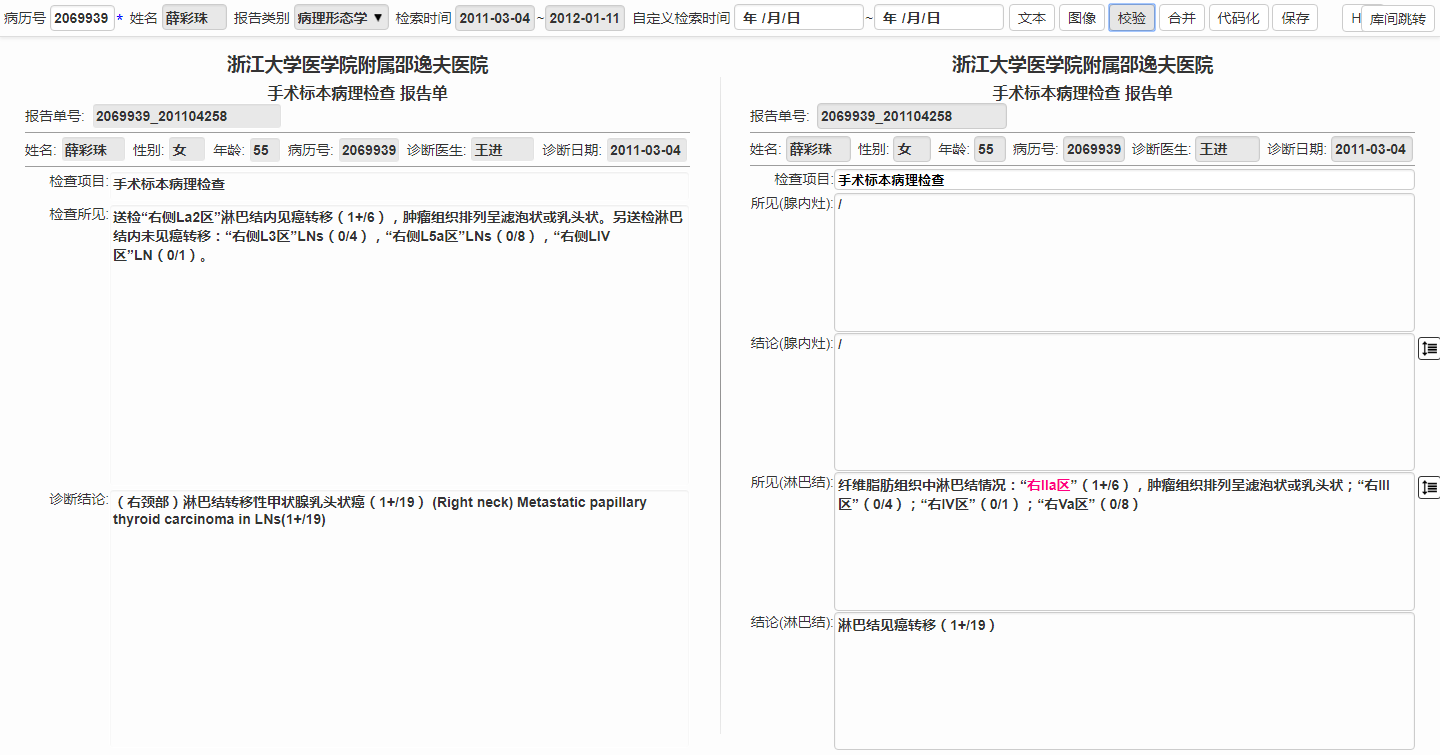 病历号 2069939 * 姓名 薛彩珠 报告类别 病理形态学 ▼ 检索时间 2011-03-04 ~ 2012-01-11 自定义检索时间 年 /月/日 ~ 年 /月/日 文本 图像 校验 合并 代码化 保存 H 库间跳转
浙江大学医学院附属邵逸夫医院
手术标本病理检查 报告单
报告单号: 2069939_201104258
姓名: 薛彩珠 性别: 女 年龄: 55 病历号: 2069939 诊断医生: 王进 诊断日期: 2011-03-04
检查项目: 手术标本病理检查
检查所见: 送检“右侧La2区”淋巴结内见癌转移（1+/6），肿瘤组织排列呈滤泡状或乳头状。另送检淋巴
结内未见癌转移：“右侧L3区”LNs（0/4），“右侧L5a区”LNs（0/8），“右侧LIV
区”LN（0/1）。
诊断结论: （右颈部）淋巴结转移性甲状腺乳头状癌（1+/19） (Right neck) Metastatic papillary
thyroid carcinoma in LNs(1+/19)
浙江大学医学院附属邵逸夫医院
手术标本病理检查 报告单
报告单号: 2069939_201104258
姓名: 薛彩珠 性别: 女 年龄: 55 病历号: 2069939 诊断医生: 王进 诊断日期: 2011-03-04
检查项目: 手术标本病理检查
所见(腺内灶): /
结论(腺内灶): /
所见(淋巴结): 纤维脂肪组织中淋巴结情况：“右IIa区”（1+/6），肿瘤组织排列呈滤泡状或乳头状；“右III
区”（0/4）；“右IV区”（0/1）；“右Va区”（0/8）
结论(淋巴结): 淋巴结见癌转移（1+/19）